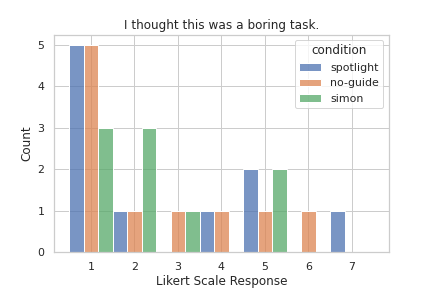 I thought this was a boring task.
condition
spotlight
no-guide
simon
Count
5
4
3
2
1
0
1 2 3 4 5 6 7
Likert Scale Response